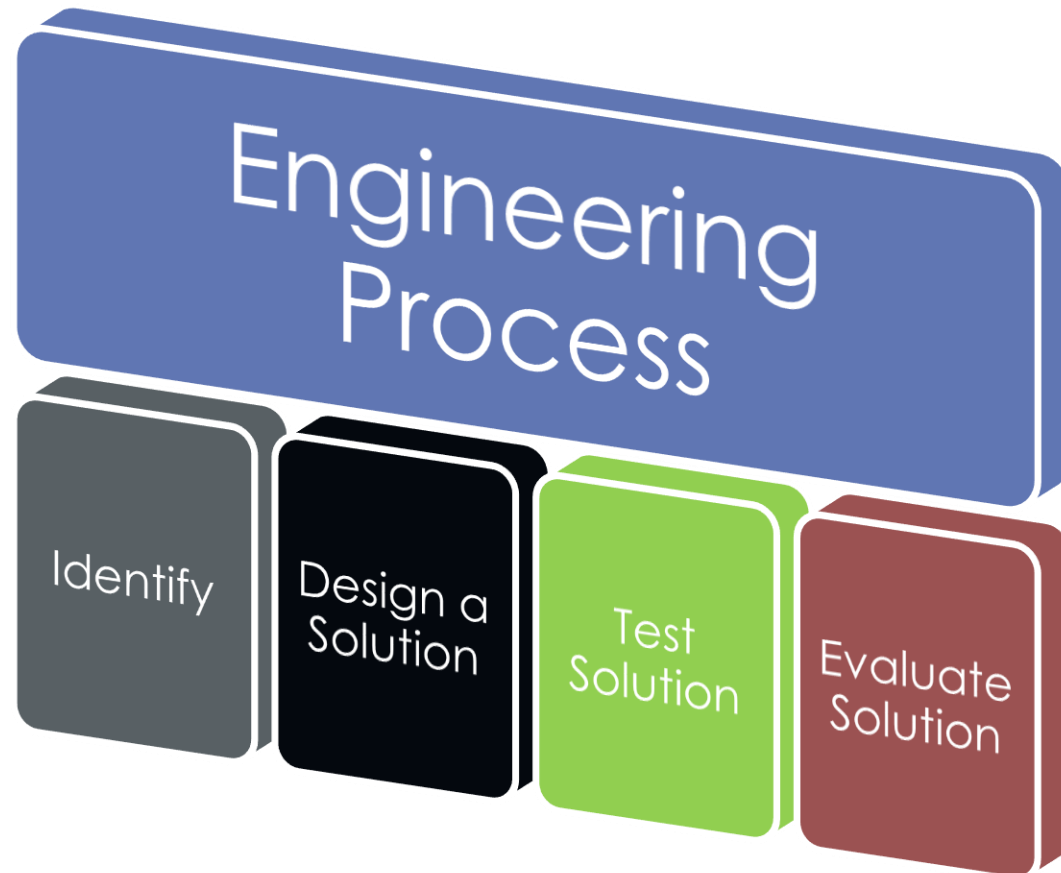 Engineering
Process
Identify
Design a
Solution
Test
Solution
Evaluate
Solution